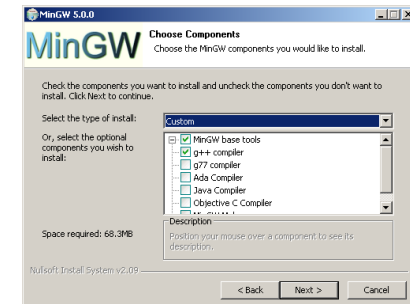 MinGW 5.0.0
MinGW
Choose Components
Choose the MinGW components you would like to install.
Check the components you want to install and uncheck the components you don't want to
install. Click Next to continue.
Select the type of install:
Custom
Or, select the optional
components you wish to
install:
MinGW base tools
g++ compiler
g77 compiler
Ada Compiler
Java Compiler
Objective C Compiler
Space required: 68.3MB
Description
Position your mouse over a component to see its
description.
Nullsoft Install System v2.09
< Back
Next >
Cancel